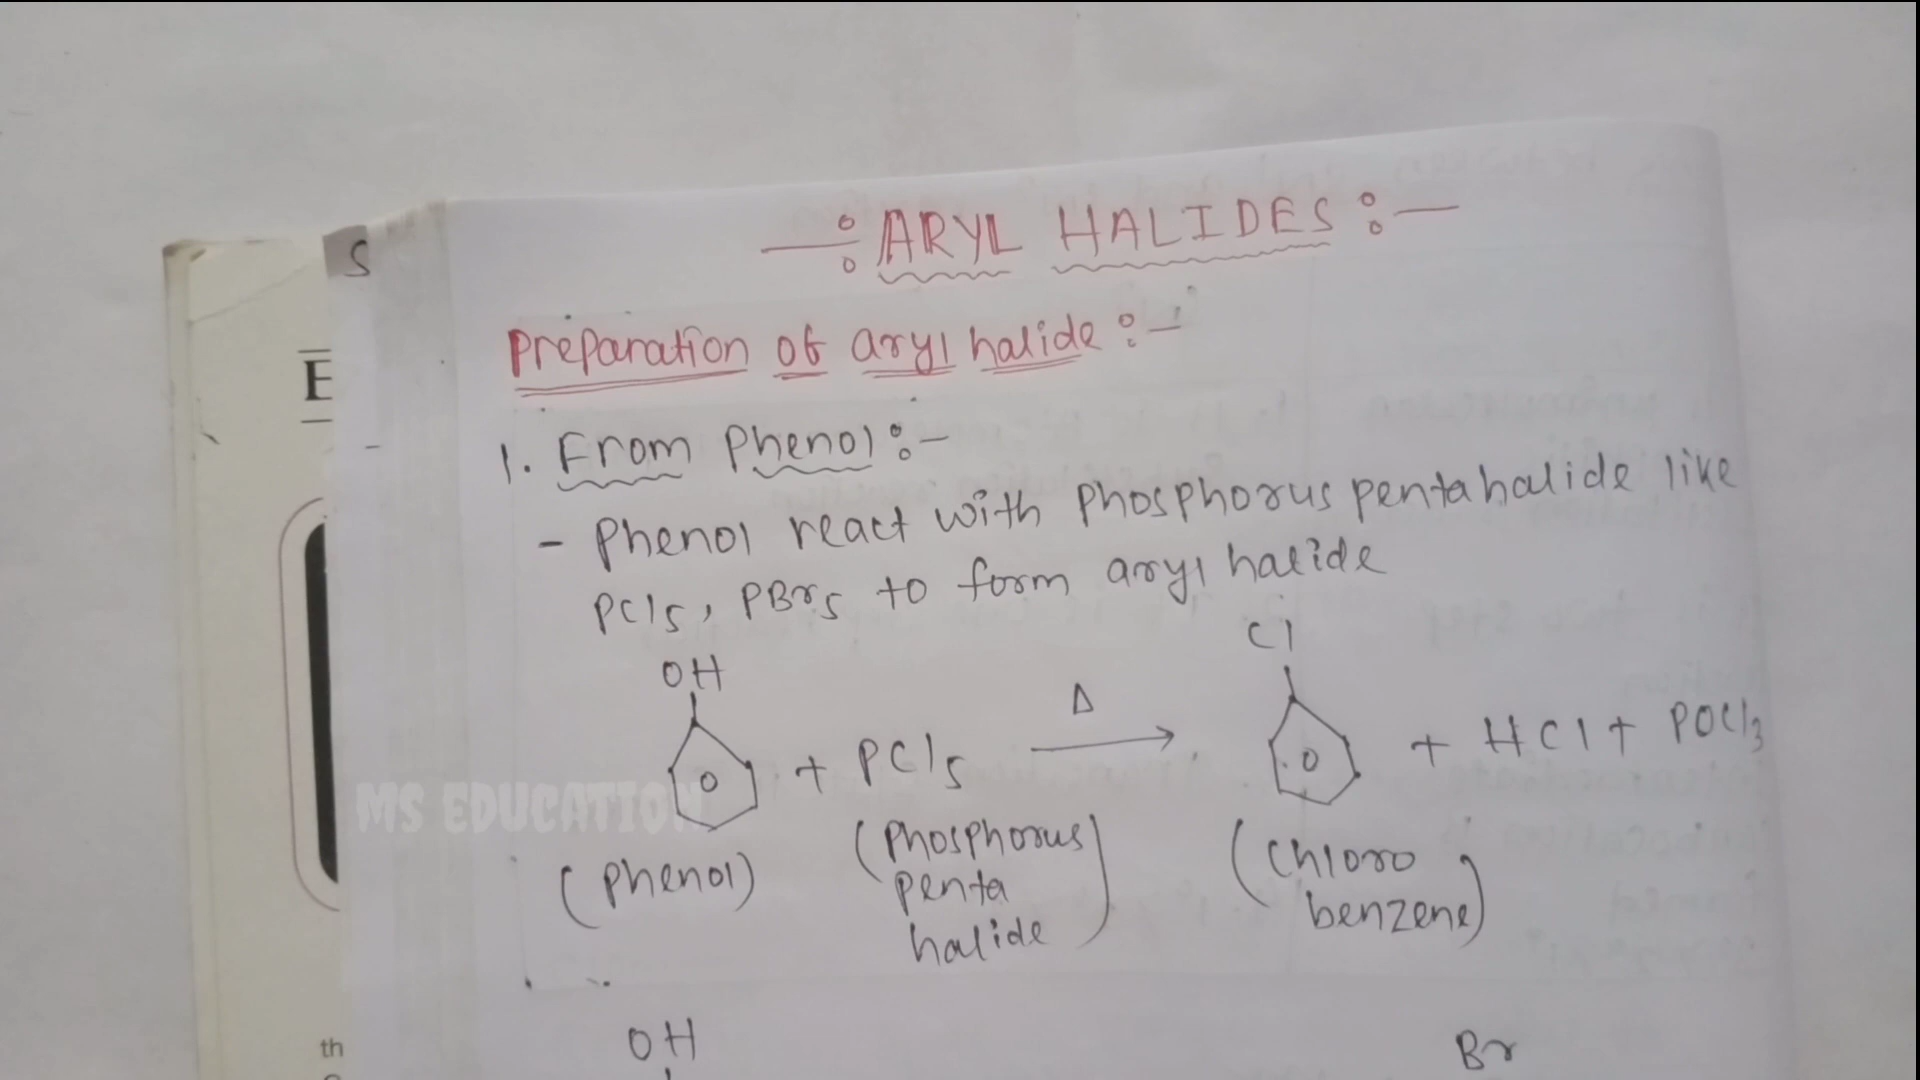 S
-: ARYL HALIDES :-
E
Preparation of aryl halide :-
1. From Phenol :-
- Phenol react with phosphorus pentahalide like
PCl5, PBr5 to form aryl halide
OH
Cl
Δ
+ PCl5 → + HCl + POCl3
MS EDUCATION
(Phenol)
(Phosphorus
penta
halide)
(Chloro
benzene)
OH
Br
th